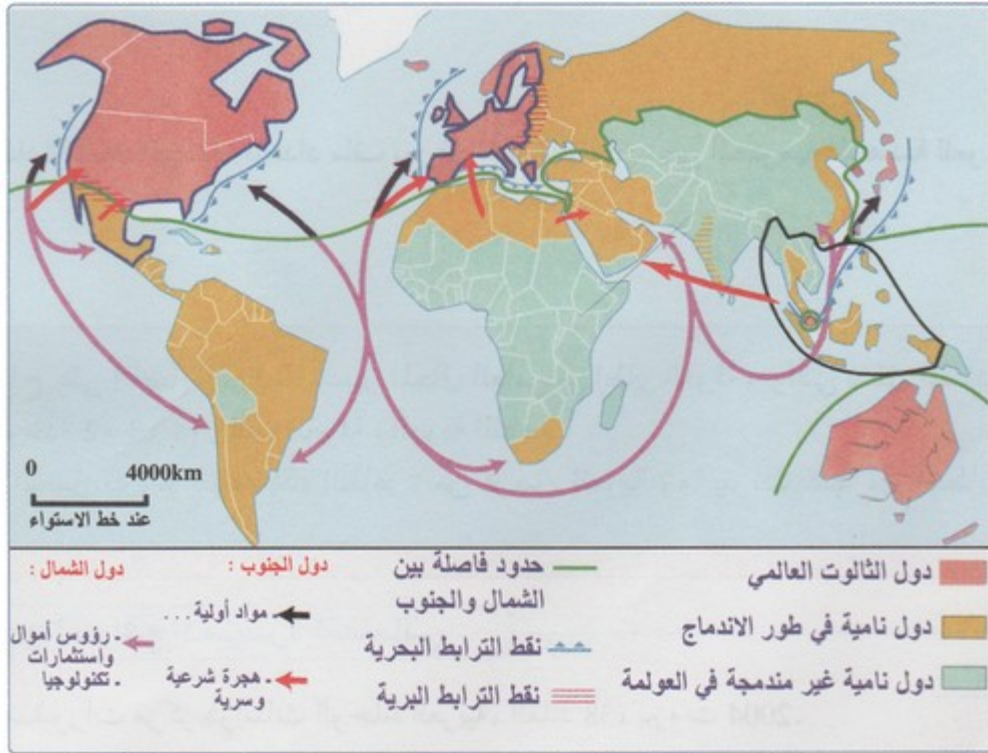 0 4000km
عند خط الاستواء
دول الثالوت العالمي
دول نامية في طور الاندماج
دول نامية غير مندمجة في العولمة
حدود فاصلة بين
الشمال والجنوب
نقط الترابط البحرية
نقط الترابط البرية
دول الجنوب :
- مواد أولية...
- هجرة شرعية
وسرية
دول الشمال :
- رؤوس أموال
واستثمارات
- تكنولوجيا